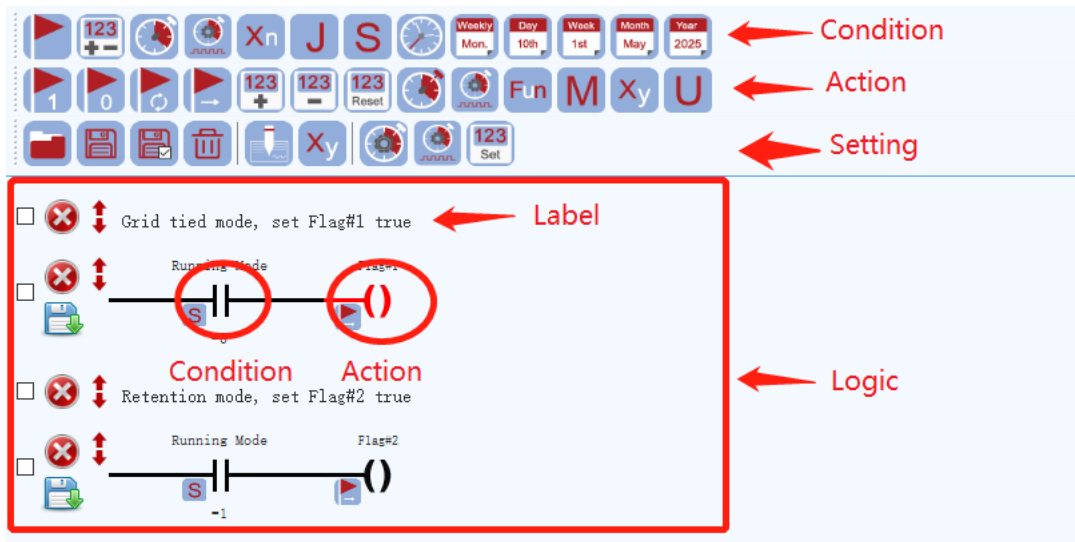 123 Xn J S Weekly Mon. Day 10th Week 1st Month May Year 2025 Condition
1 0 123 123 123 Reset Fun M Xy U Action
Xy 123 Set Setting
Grid tied mode, set Flag#1 true Label
Running Mode Flag#1
S
Condition Action
Retention mode, set Flag#2 true Logic
Running Mode Flag#2
S
-1